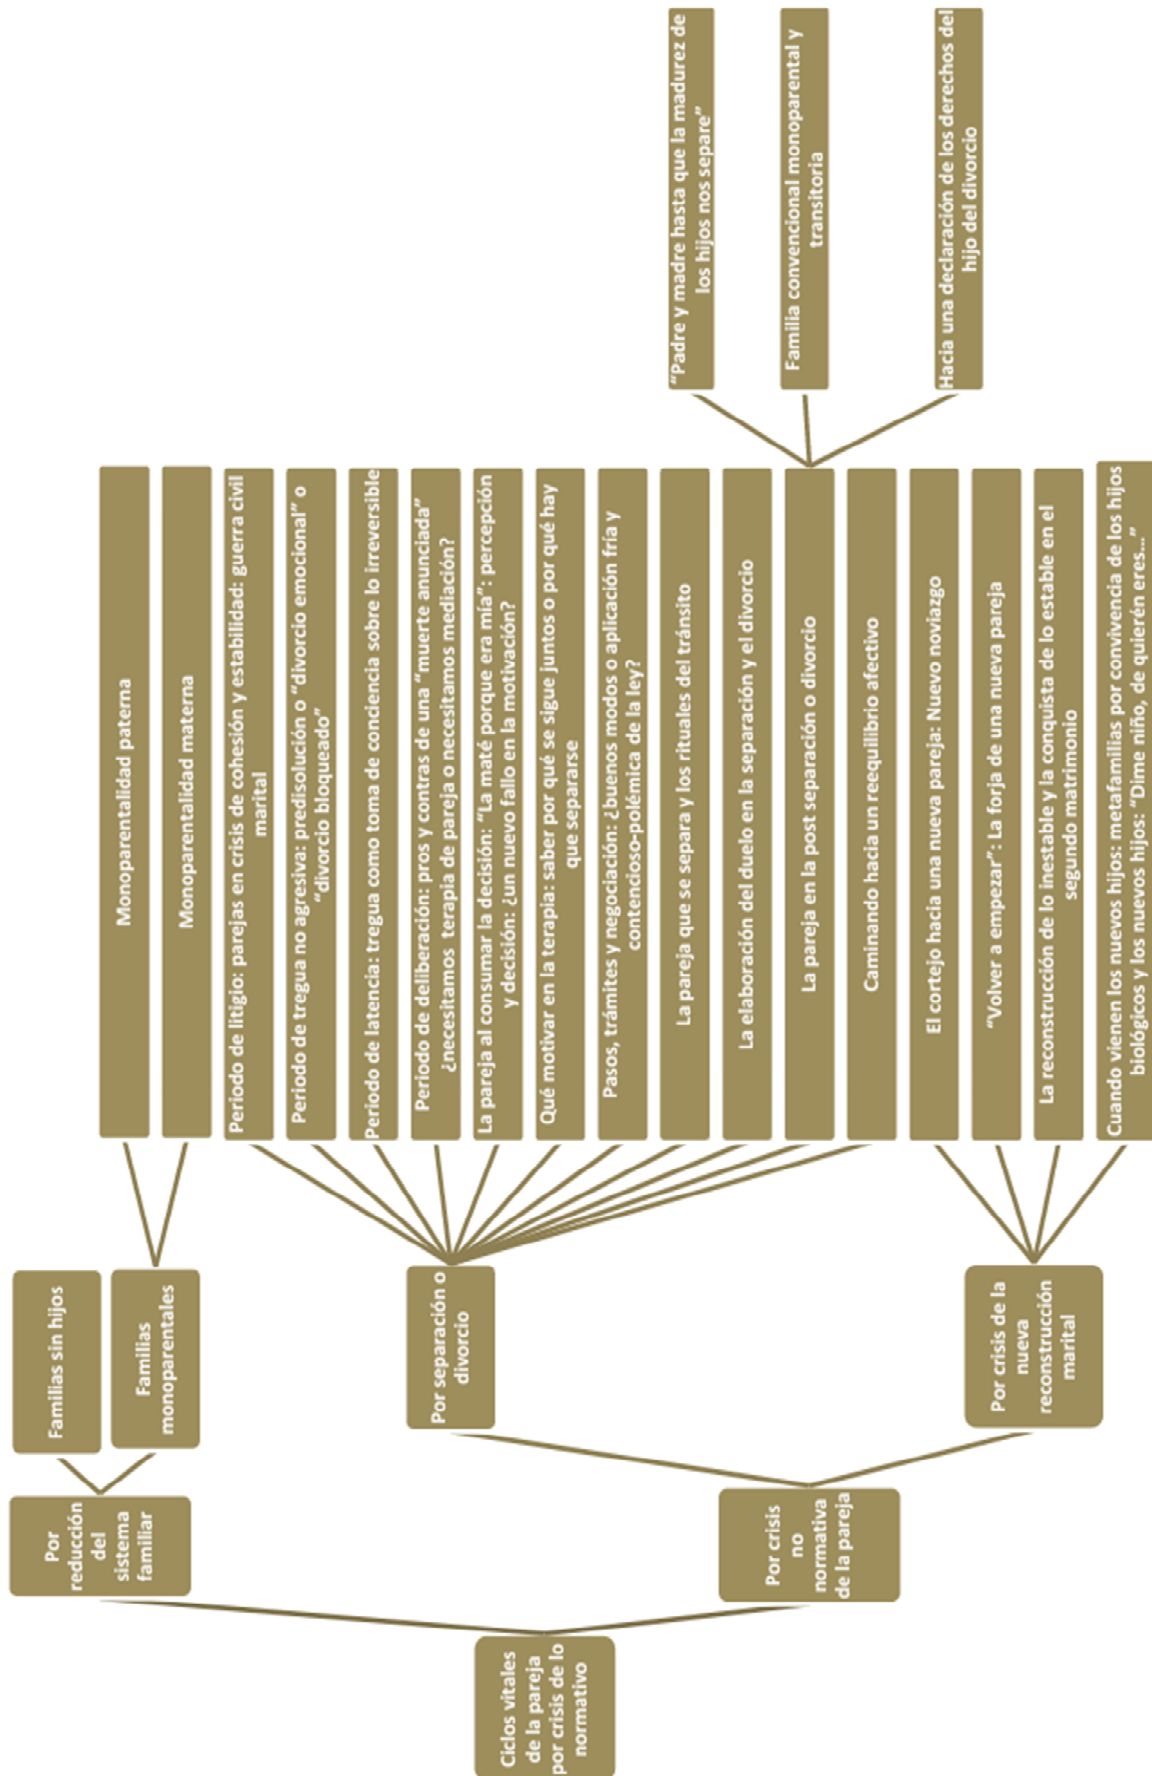 Ciclos vitales
de la pareja
por crisis de lo
normativo
Por
reducción
del
sistema
familiar
Familias sin hijos
Familias
monoparentales
Monoparentalidad paterna
Monoparentalidad materna
Por crisis
no
normativa
de la pareja
Por separación o
divorcio
Periodo de litigio: parejas en crisis de cohesión y estabilidad: guerra civil
marital
Periodo de tregua no agresiva: predisolución o “divorcio emocional” o
“divorcio bloqueado”
Periodo de latencia: tregua como toma de conciencia sobre lo irreversible
Periodo de deliberación: pros y contras de una “muerte anunciada”
¿necesitamos terapia de pareja o necesitamos mediación?
La pareja al consumar la decisión: “La maté porque era mía”: percepción
y decisión: ¿un nuevo fallo en la motivación?
Qué motivar en la terapia: saber por qué se sigue juntos o por qué hay
que separarse
Pasos, trámites y negociación: ¿buenos modos o aplicación fría y
contencioso-polémica de la ley?
La pareja que se separa y los rituales del tránsito
La elaboración del duelo en la separación y el divorcio
La pareja en la post separación o divorcio
“Padre y madre hasta que la madurez de
los hijos nos separe”
Familia convencional monoparental y
transitoria
Hacia una declaración de los derechos del
hijo del divorcio
Caminando hacia un reequilibrio afectivo
Por crisis de la
nueva
reconstrucción
marital
El cortejo hacia una nueva pareja: Nuevo noviazgo
“Volver a empezar”: La forja de una nueva pareja
La reconstrucción de lo inestable y la conquista de lo estable en el
segundo matrimonio
Cuando vienen los nuevos hijos: metafamilias por convivencia de los hijos
biológicos y los nuevos hijos: “Dime niño, de quierén eres...”